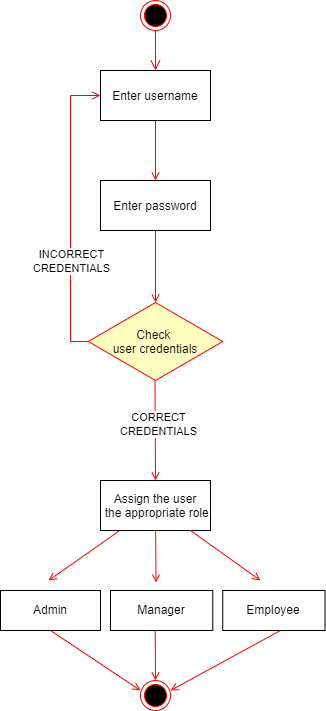 Enter username
Enter password
INCORRECT
CREDENTIALS
Check
user credentials
CORRECT
CREDENTIALS
Assign the user
the appropriate role
Admin
Manager
Employee